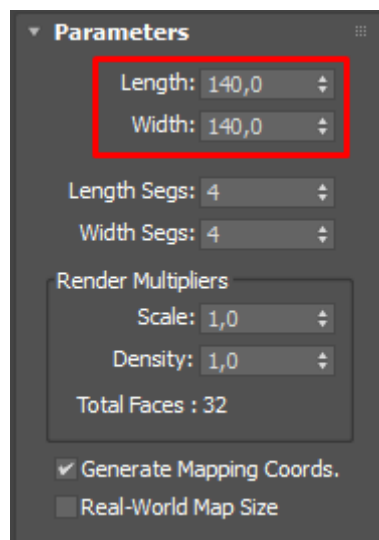 Parameters
Length: 140,0
Width: 140,0
Length Segs: 4
Width Segs: 4
Render Multipliers
Scale: 1,0
Density: 1,0
Total Faces : 32
Generate Mapping Coords.
Real-World Map Size